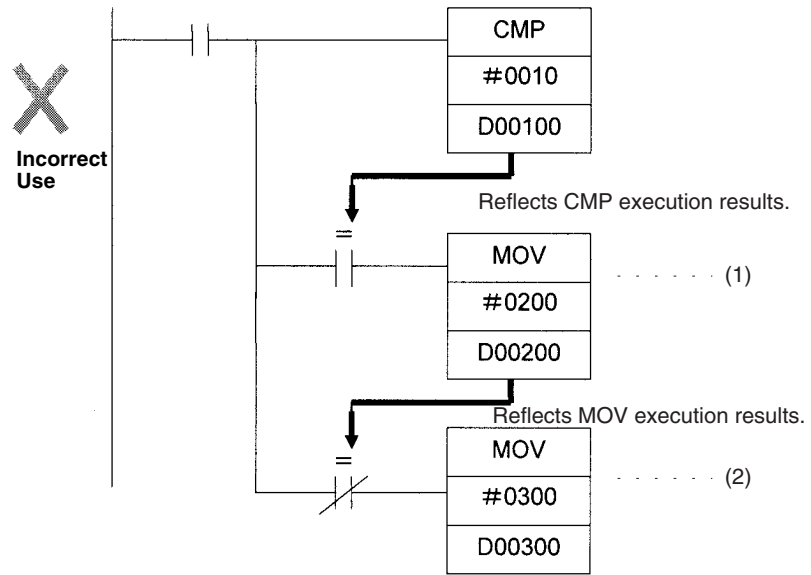 CMP
#0010
D00100
Incorrect
Use
Reflects CMP execution results.
=
MOV
(1)
#0200
D00200
Reflects MOV execution results.
=
MOV
(2)
#0300
D00300